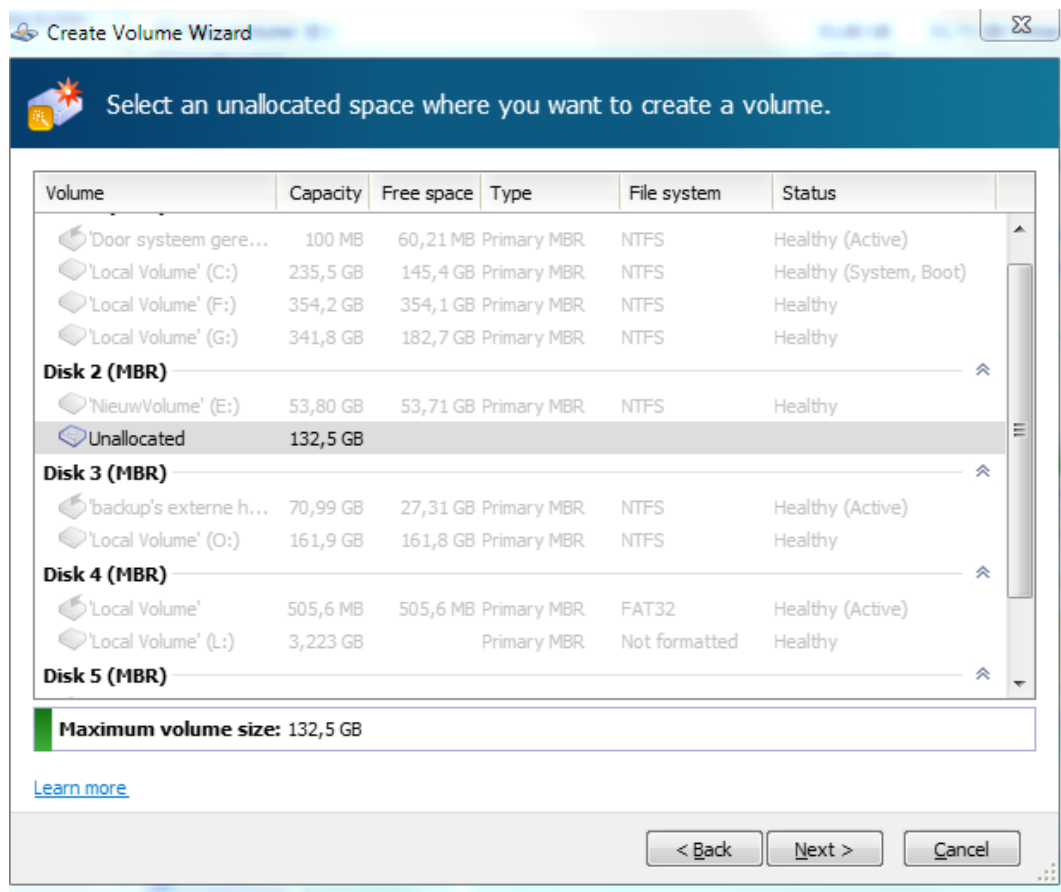 Create Volume Wizard
Select an unallocated space where you want to create a volume.
Volume Capacity Free space Type File system Status
'Door systeem gere... 100 MB 60,21 MB Primary MBR NTFS Healthy (Active)
'Local Volume' (C:) 235,5 GB 145,4 GB Primary MBR NTFS Healthy (System, Boot)
'Local Volume' (F:) 354,2 GB 354,1 GB Primary MBR NTFS Healthy
'Local Volume' (G:) 341,8 GB 182,7 GB Primary MBR NTFS Healthy
Disk 2 (MBR)
'NieuwVolume' (E:) 53,80 GB 53,71 GB Primary MBR NTFS Healthy
Unallocated 132,5 GB
Disk 3 (MBR)
'backup's externe h... 70,99 GB 27,31 GB Primary MBR NTFS Healthy (Active)
'Local Volume' (O:) 161,9 GB 161,8 GB Primary MBR NTFS Healthy
Disk 4 (MBR)
'Local Volume' 505,6 MB 505,6 MB Primary MBR FAT32 Healthy (Active)
'Local Volume' (L:) 3,223 GB Primary MBR Not formatted Healthy
Disk 5 (MBR)
Maximum volume size: 132,5 GB
Learn more
< Back Next > Cancel